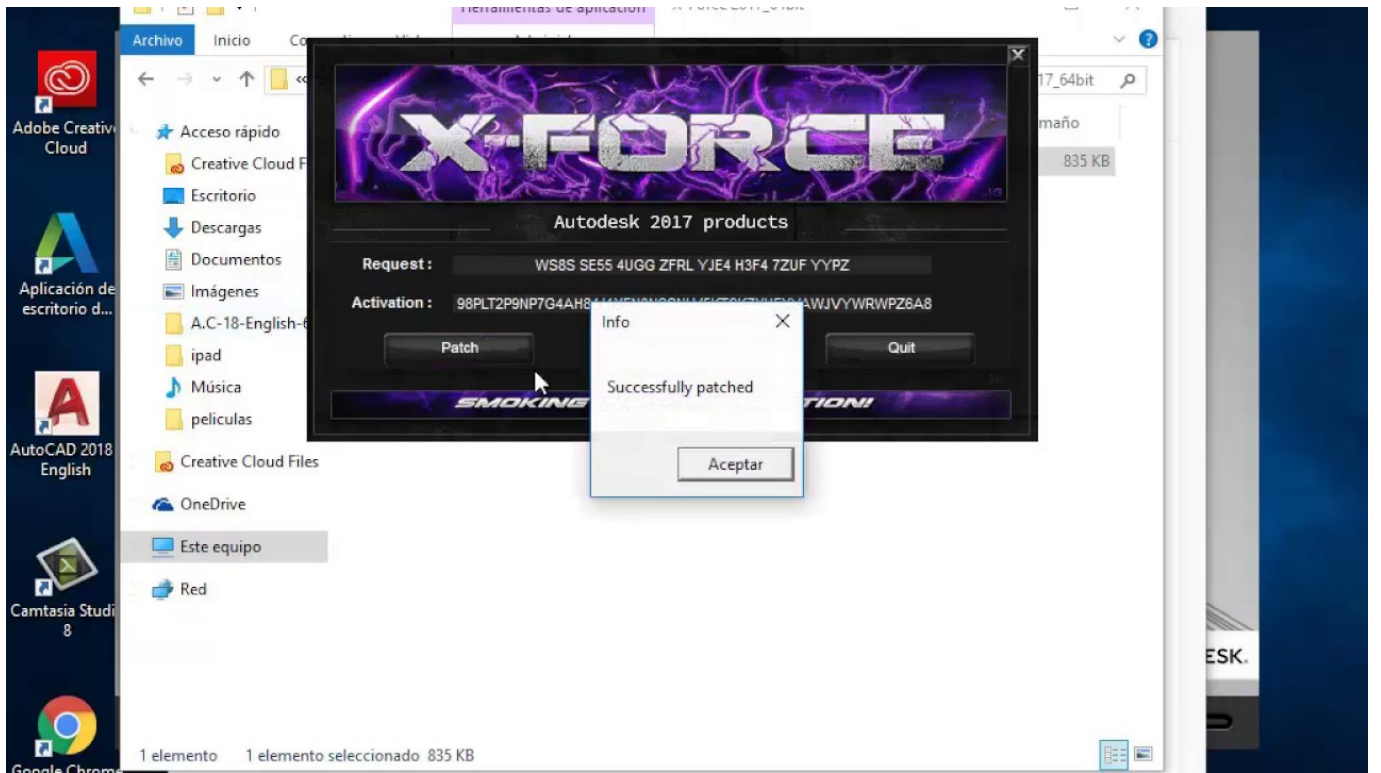 Archivo
Inicio
17_64bit
Adobe Creative
Cloud
Aplicación de
escritorio d...
AutoCAD 2018
English
Camtasia Studi
8
Google Chrome
Acceso rápido
Creative Cloud F
Escritorio
Descargas
Documentos
Imágenes
A.C-18-English-6
ipad
Música
peliculas
Creative Cloud Files
OneDrive
Este equipo
Red
X-FORCE
Autodesk 2017 products
Request :
WS8S SE55 4UGG ZFRL YJE4 H3F4 7ZUF YYPZ
Activation :
Patch
Quit
SMOKING
Info
Successfully patched
Aceptar
maño
835 KB
ESK.
1 elemento 1 elemento seleccionado 835 KB